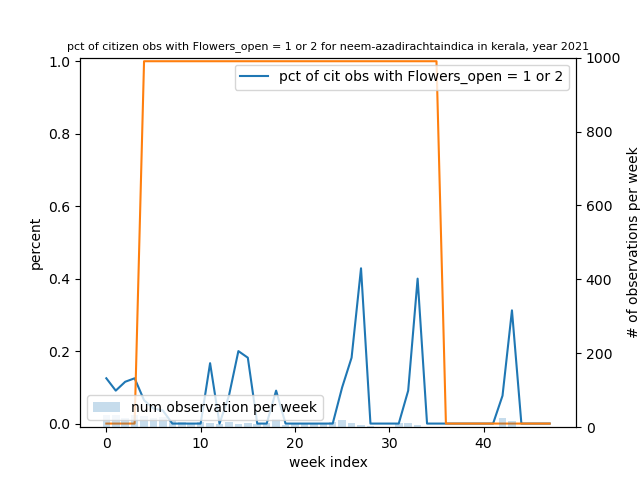 pct of citizen obs with Flowers_open = 1 or 2 for neem-azadirachtaindica in kerala, year 2021
pct of cit obs with Flowers_open = 1 or 2
num observation per week
percent
1.0
0.8
0.6
0.4
0.2
0.0
0
10
20
30
40
week index
1000
800
600
400
200
0
# of observations per week